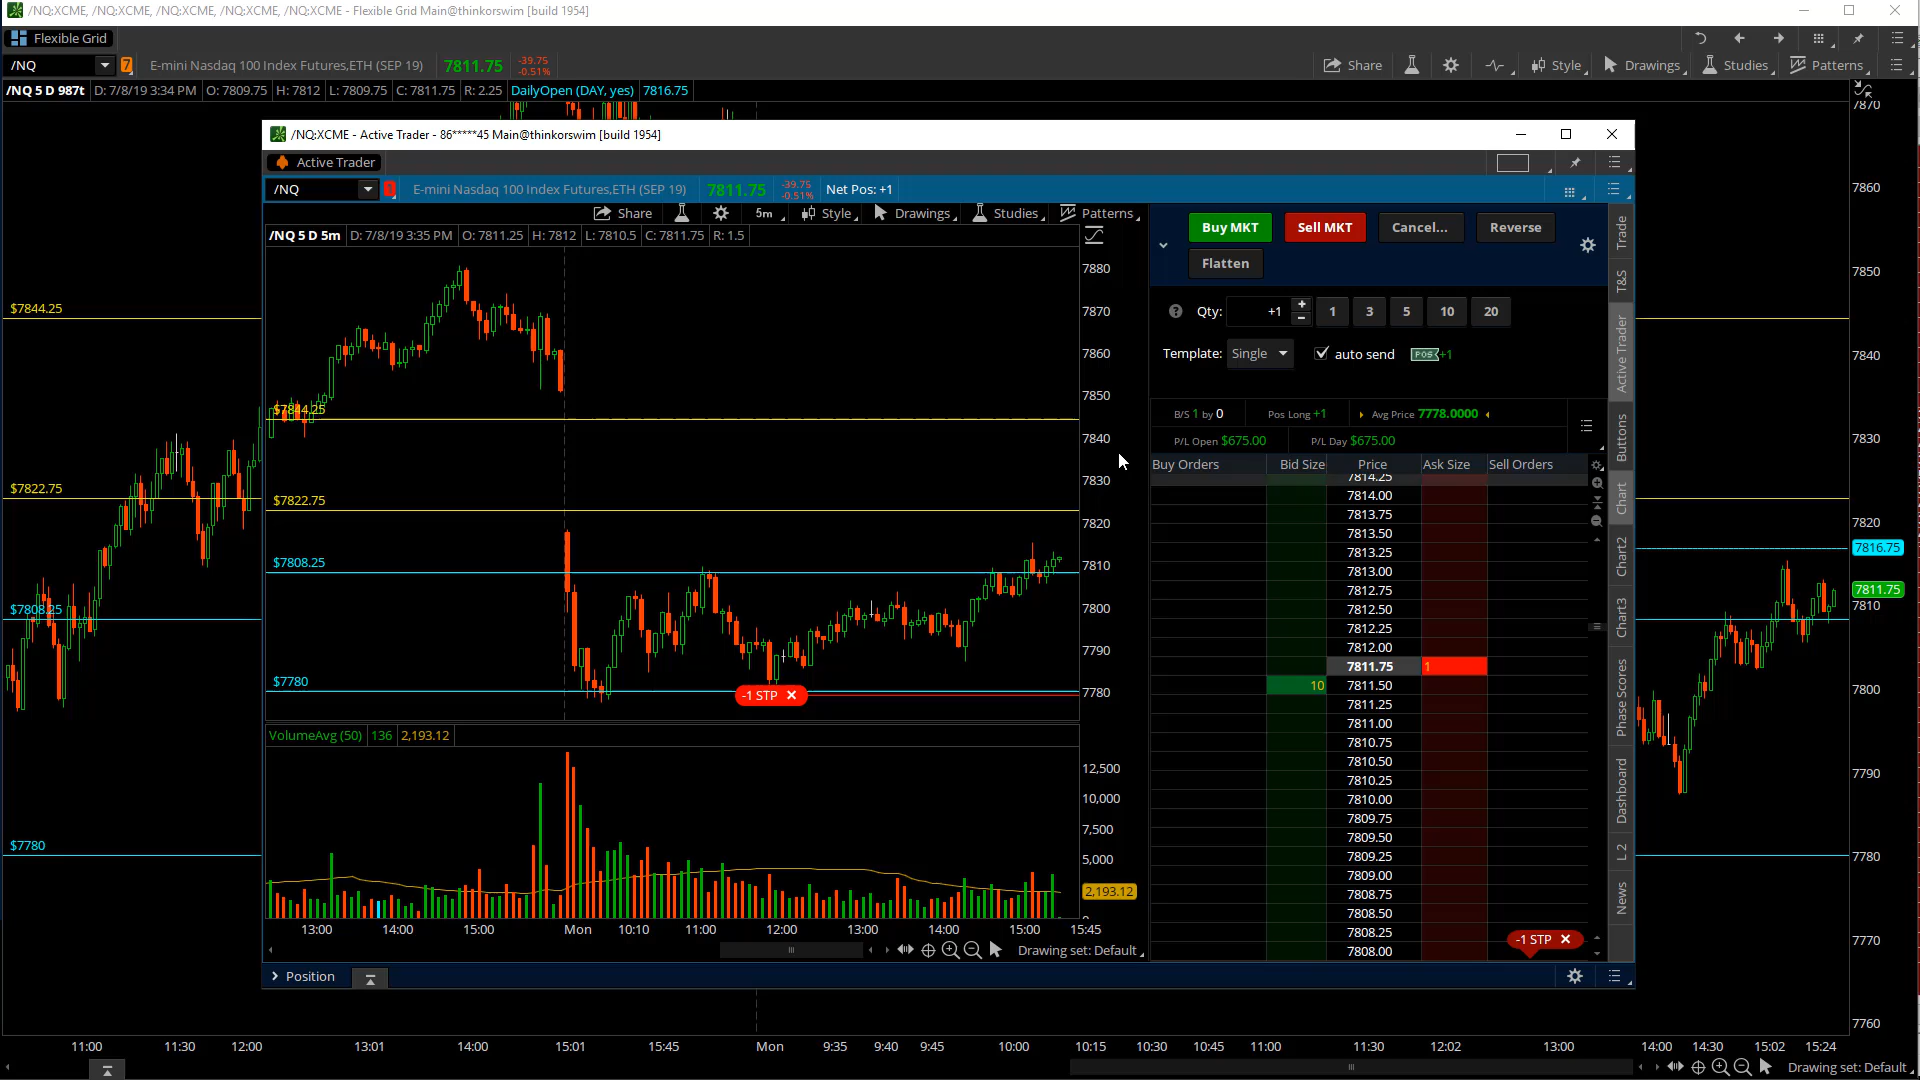 /NQ:XCME, /NQ:XCME, /NQ:XCME, /NQ:XCME, /NQ:XCME - Flexible Grid Main@thinkorswim [build 1954]
Flexible Grid
/NQ 7 E-mini Nasdaq 100 Index Futures,ETH (SEP 19) 7811.75 -39.75 -0.51% Share Style Drawings Studies Patterns
/NQ 5 D 987t D: 7/8/19 3:34 PM O: 7809.75 H: 7812 L: 7809.75 C: 7811.75 R: 2.25 DailyOpen (DAY, yes) 7816.75
/NQ:XCME - Active Trader - 86*****45 Main@thinkorswim [build 1954]
Active Trader
/NQ E-mini Nasdaq 100 Index Futures,ETH (SEP 19) 7811.75 -39.75 -0.51% Net Pos: +1
Share 5m Style Drawings Studies Patterns
/NQ 5 D 5m D: 7/8/19 3:35 PM O: 7811.25 H: 7812 L: 7810.5 C: 7811.75 R: 1.5
$7844.25
$7822.75
$7808.25
$7780
$7844.25
$7822.75
$7808.25
$7780
-1 STP
7880
7870
7860
7850
7840
7830
7820
7810
7800
7790
7780
VolumeAvg (50) 136 2,193.12
12,500
10,000
7,500
5,000
2,193.12
0
13:00 14:00 15:00 Mon 10:10 11:00 12:00 13:00 14:00 15:00 15:45
Drawing set: Default
Position
Buy MKT Sell MKT Cancel... Reverse
Flatten
Qty: +1 1 3 5 10 20
Template: Single auto send POS +1
B/S 1 by 0 Pos Long +1 Avg Price 7778.0000
P/L Open $675.00 P/L Day $675.00
Buy Orders Bid Size Price Ask Size Sell Orders
7814.25
7814.00
7813.75
7813.50
7813.25
7813.00
7812.75
7812.50
7812.25
7812.00
7811.75 1
10 7811.50
7811.25
7811.00
7810.75
7810.50
7810.25
7810.00
7809.75
7809.50
7809.25
7809.00
7808.75
7808.50
7808.25
7808.00
-1 STP
Trade
T&S
Active Trader
Buttons
Chart
Chart2
Chart3
Phase Scores
Dashboard
L 2
News
7870
7860
7850
7840
7830
7820
7816.75
7811.75
7810
7800
7790
7780
7770
7760
11:00 11:30 12:00 13:01 14:00 15:01 15:45 Mon 9:35 9:40 9:45 10:00 10:15 10:30 10:45 11:00 11:30 12:02 13:00 14:00 14:30 15:02 15:24
Drawing set: Default